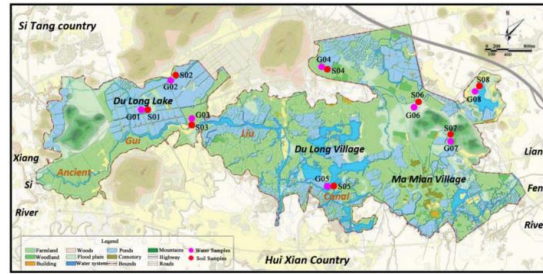 Si Tang country
G04
S04
S02
G02
S08
G08
Du Long Lake
S06
G06
G01 S01
G03
S03
S07
G07
Gui
Liu
Du Long Village
Xiang
Lian
Ancient
G05 S05
Ma Mian Village
Si
Fen
Canal
River
River
Hui Xian Country
Legend
Farmland Woods Ponds Mountains Water Samples
Woodland Flood plain Cemetery Highway Soil Samples
Building Water system Bounds Roads